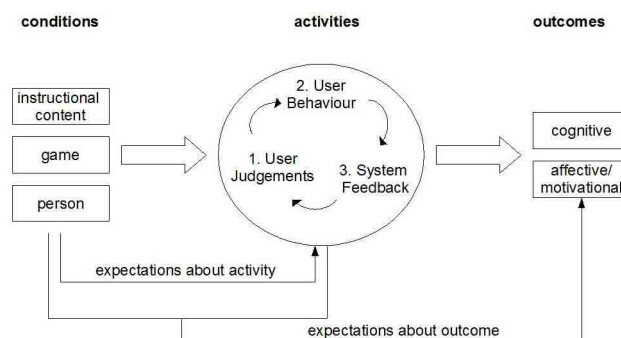 conditions
activities
outcomes
instructional
content
game
person
2. User
Behaviour
1. User
Judgements
3. System
Feedback
cognitive
affective/
motivational
expectations about activity
expectations about outcome